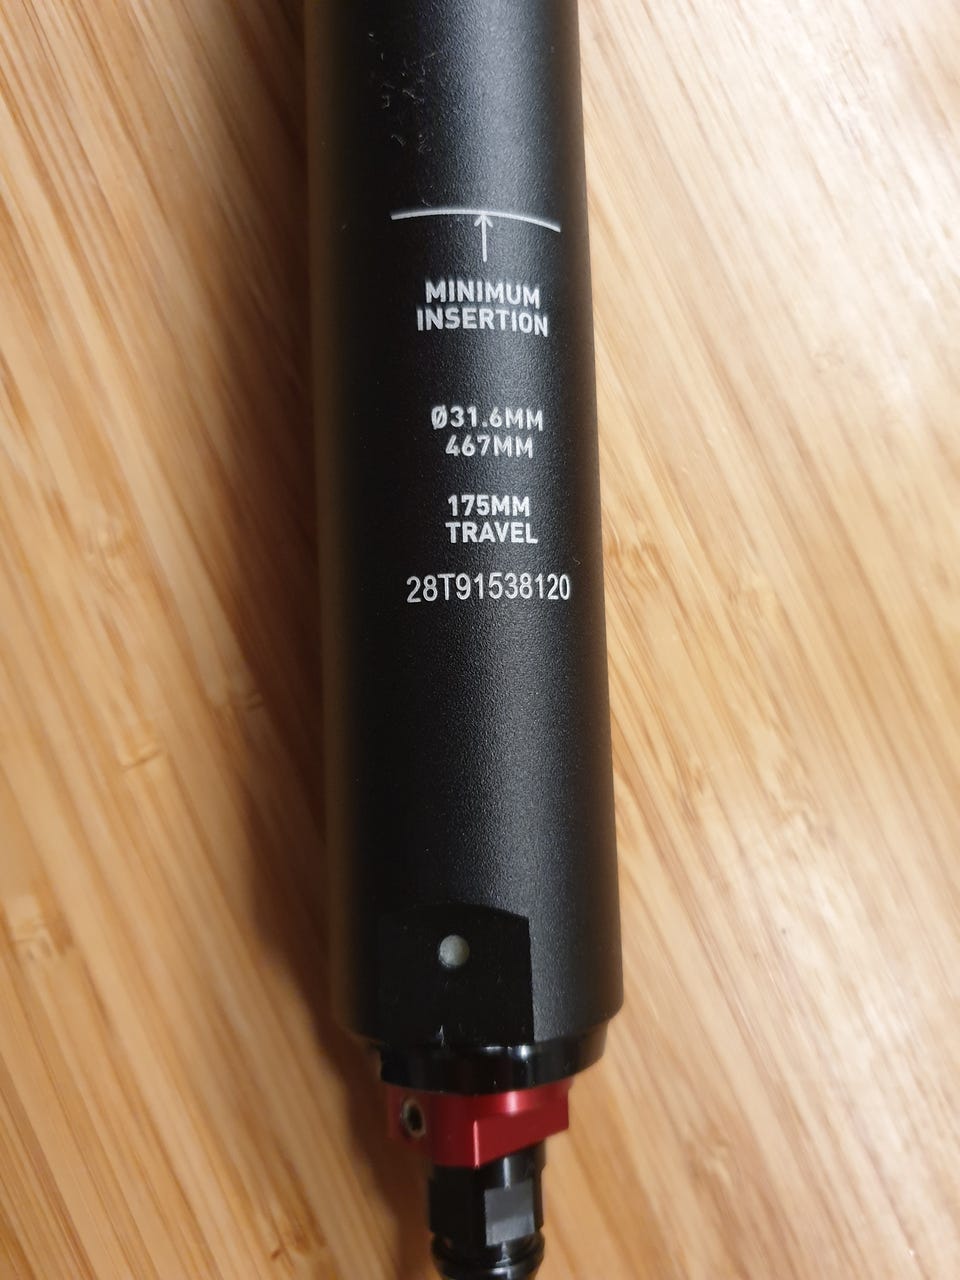 MINIMUM
INSERTION
Ø31.6MM
467MM
175MM
TRAVEL
28T91538120